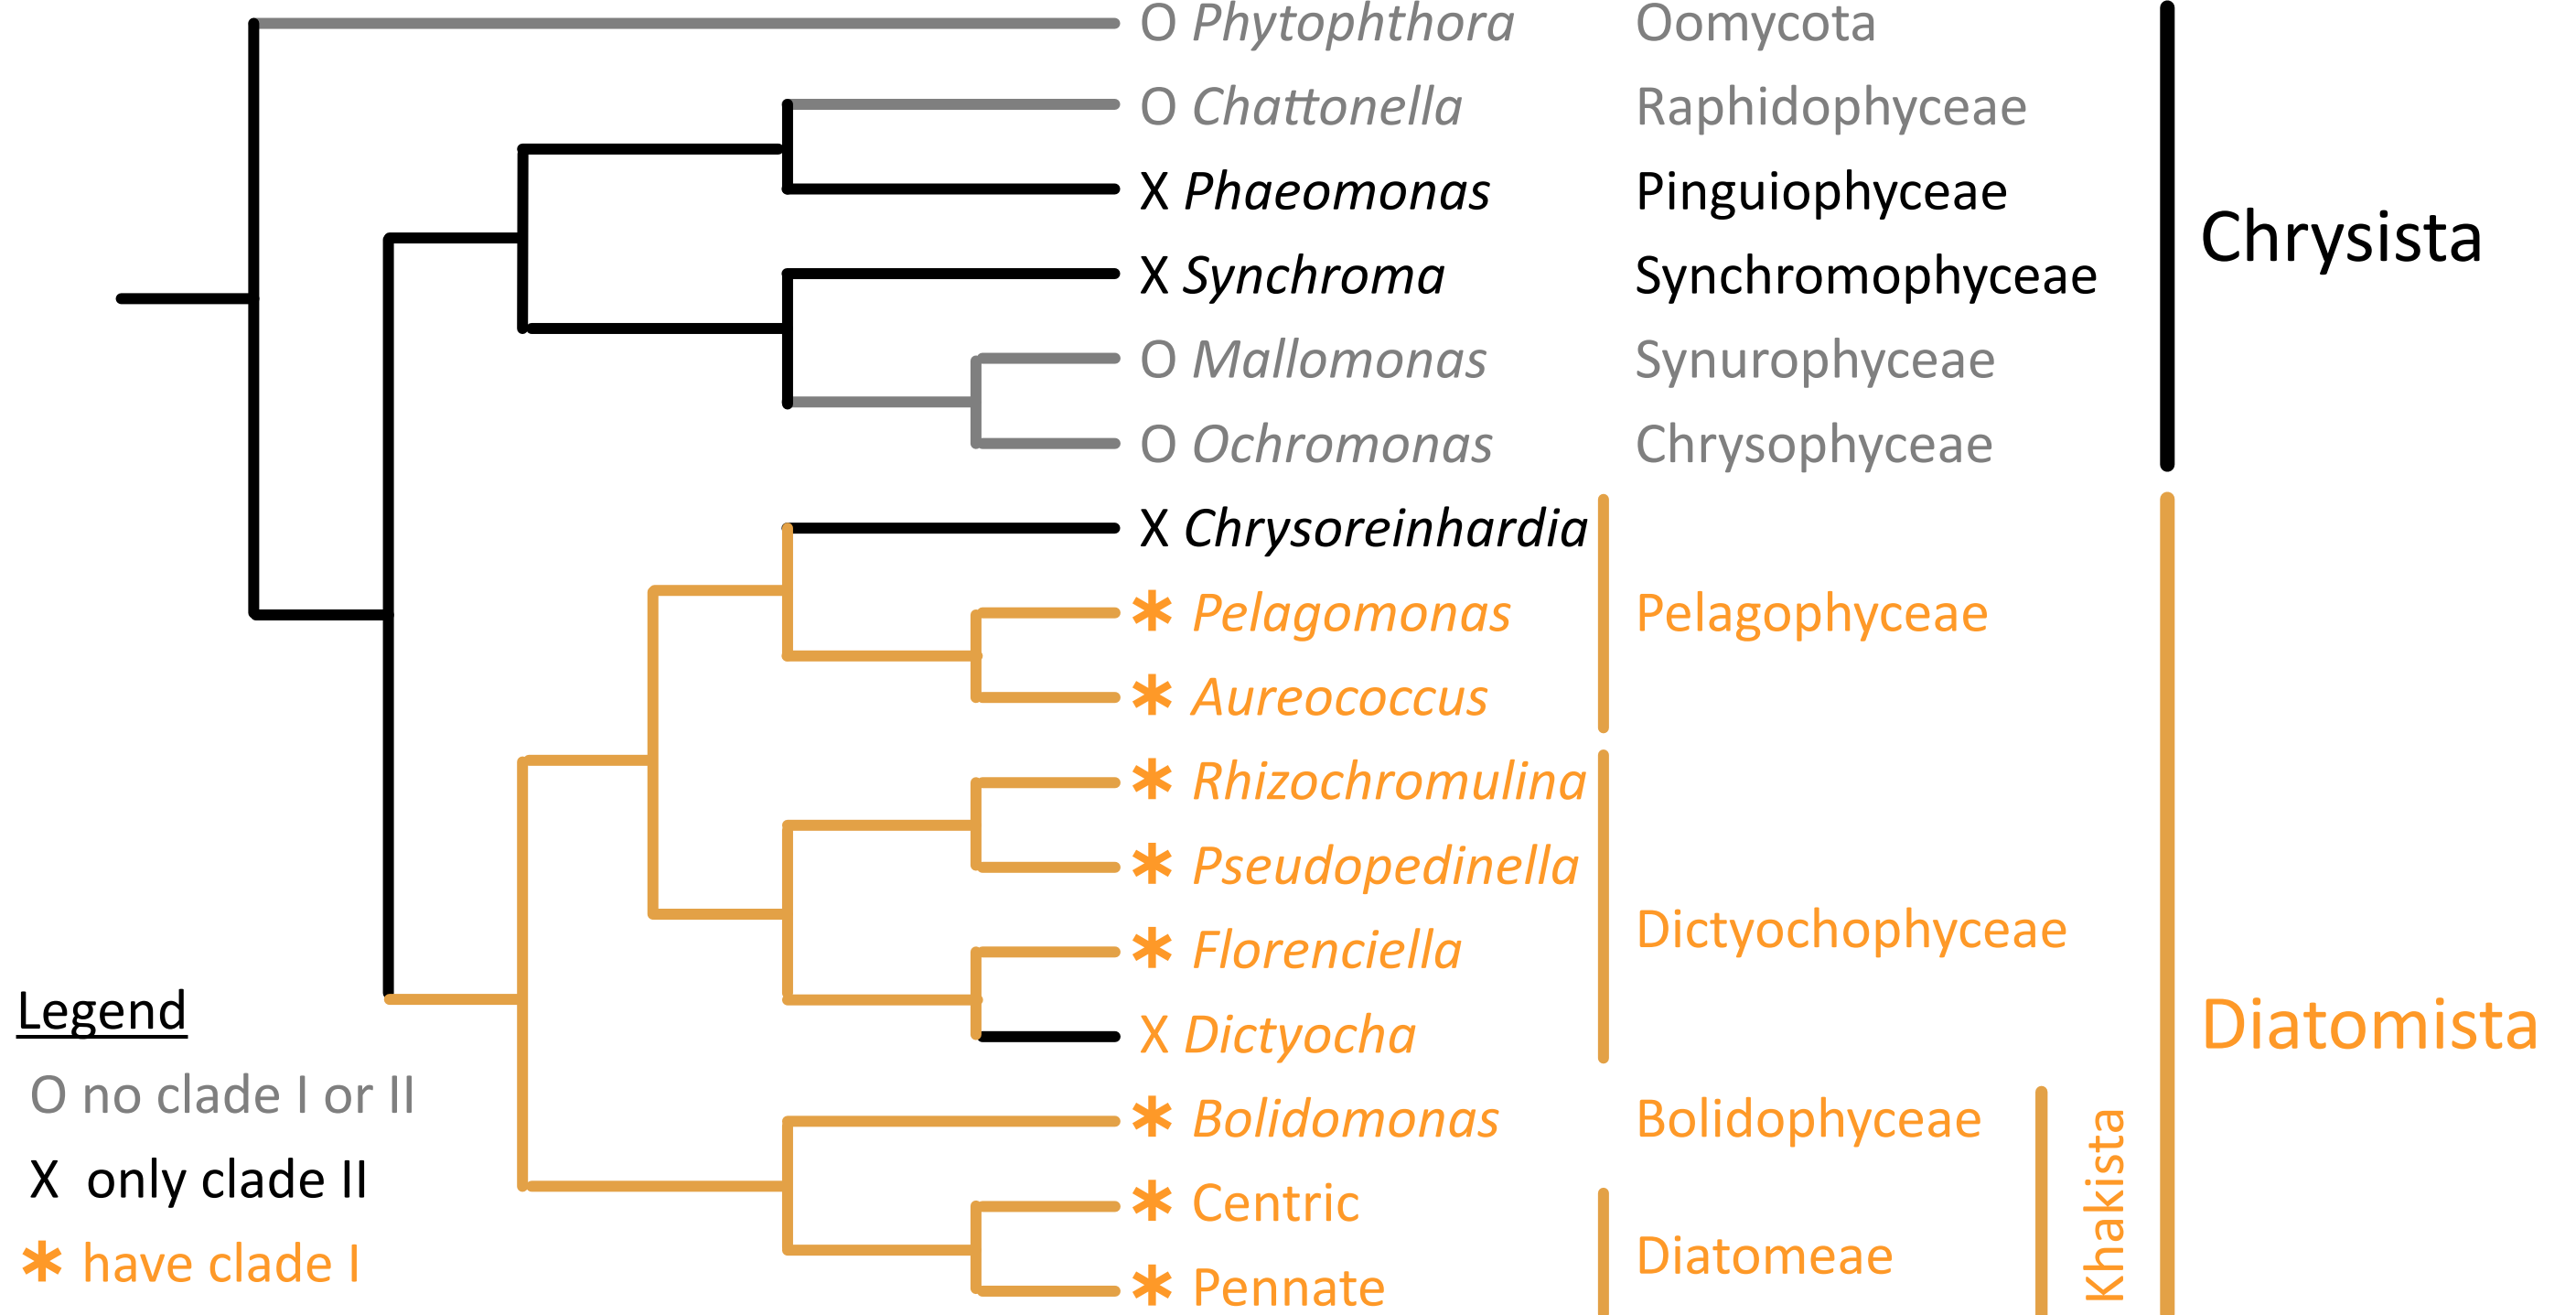 O Phytophthora Oomycota
O Chattonella Raphidophyceae
X Phaeomonas Pinguiophyceae
Chrysista
X Synchroma Synchromophyceae
O Mallomonas Synurophyceae
O Ochromonas Chrysophyceae
X Chrysoreinhardia
* Pelagomonas Pelagophyceae
* Aureococcus
* Rhizochromulina
* Pseudopedinella
Dictyochophyceae
* Florenciella
X Dictyocha
Diatomista
* Bolidomonas Bolidophyceae
* Centric
Diatomeae
* Pennate
Khakista
Legend
O no clade I or II
X only clade II
* have clade I